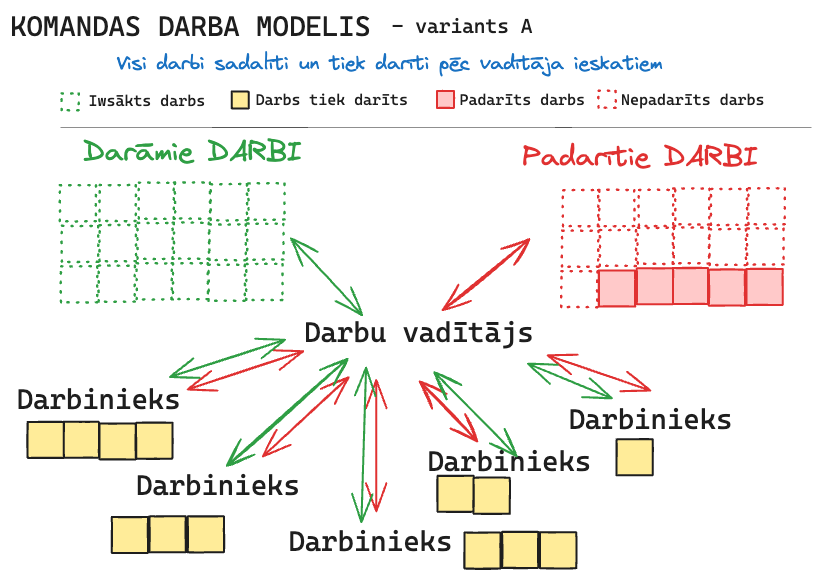 KOMANDAS DARBA MODELIS – variants A
Visi darbi sadalīti un tiek darīti pēc vadītāja ieskatiem
Iwsākts darbs Darbs tiek darīts Padarīts darbs Nepadarīts darbs
Darāmie DARBI
Padarītie DARBI
Darbu vadītājs
Darbinieks
Darbinieks
Darbinieks
Darbinieks
Darbinieks